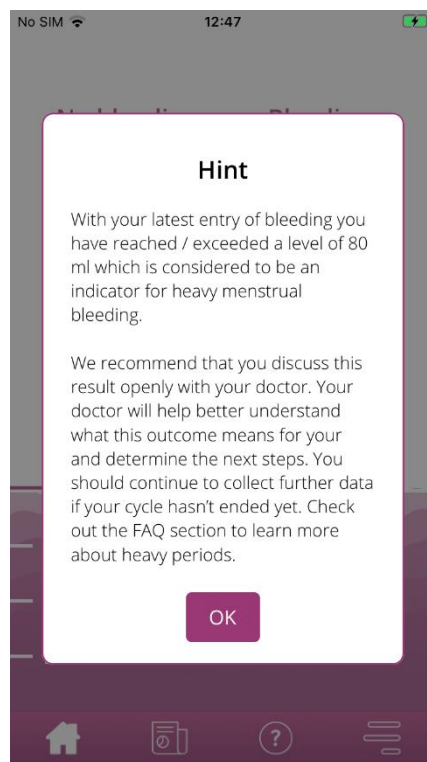 No SIM 12:47
Hint
With your latest entry of bleeding you
have reached / exceeded a level of 80
ml which is considered to be an
indicator for heavy menstrual
bleeding.
We recommend that you discuss this
result openly with your doctor. Your
doctor will help better understand
what this outcome means for your
and determine the next steps. You
should continue to collect further data
if your cycle hasn't ended yet. Check
out the FAQ section to learn more
about heavy periods.
OK
?